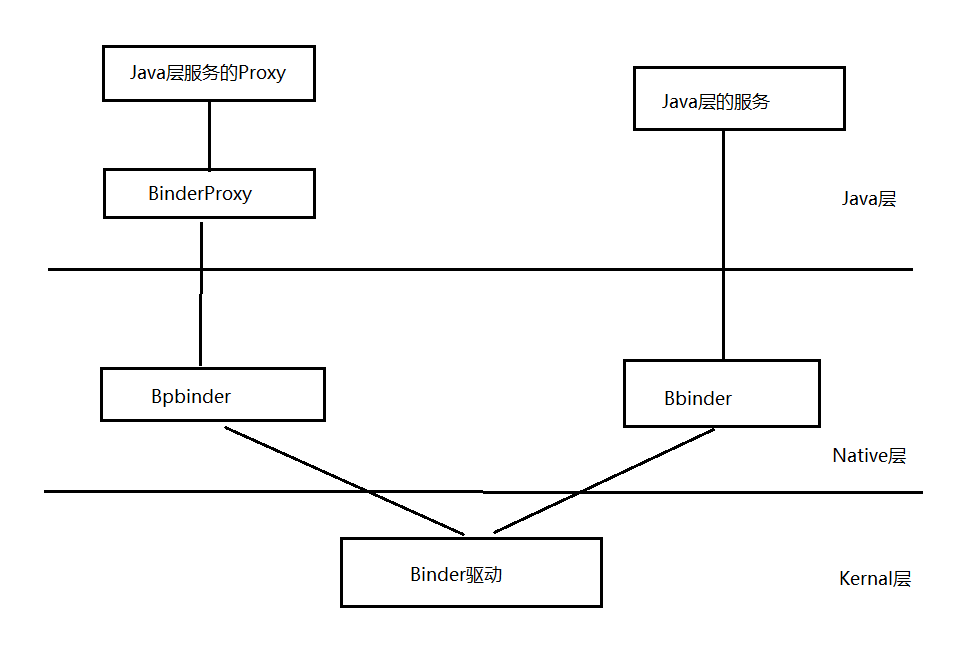 Java层服务的Proxy
Java层的服务
BinderProxy
Java层
Bpbinder
Bbinder
Native层
Binder驱动
Kernal层